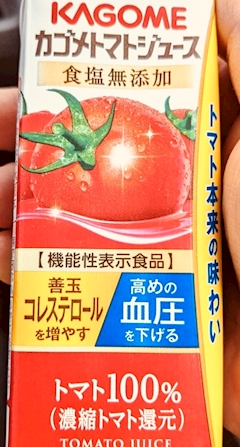 KAGOME
カゴメトマトジュース
食塩無添加
トマト本来の味わい
【機能性表示食品】
善玉
コレステロール
を増やす
高めの
血圧
を下げる
トマト100%
(濃縮トマト還元)
TOMATO JUICE